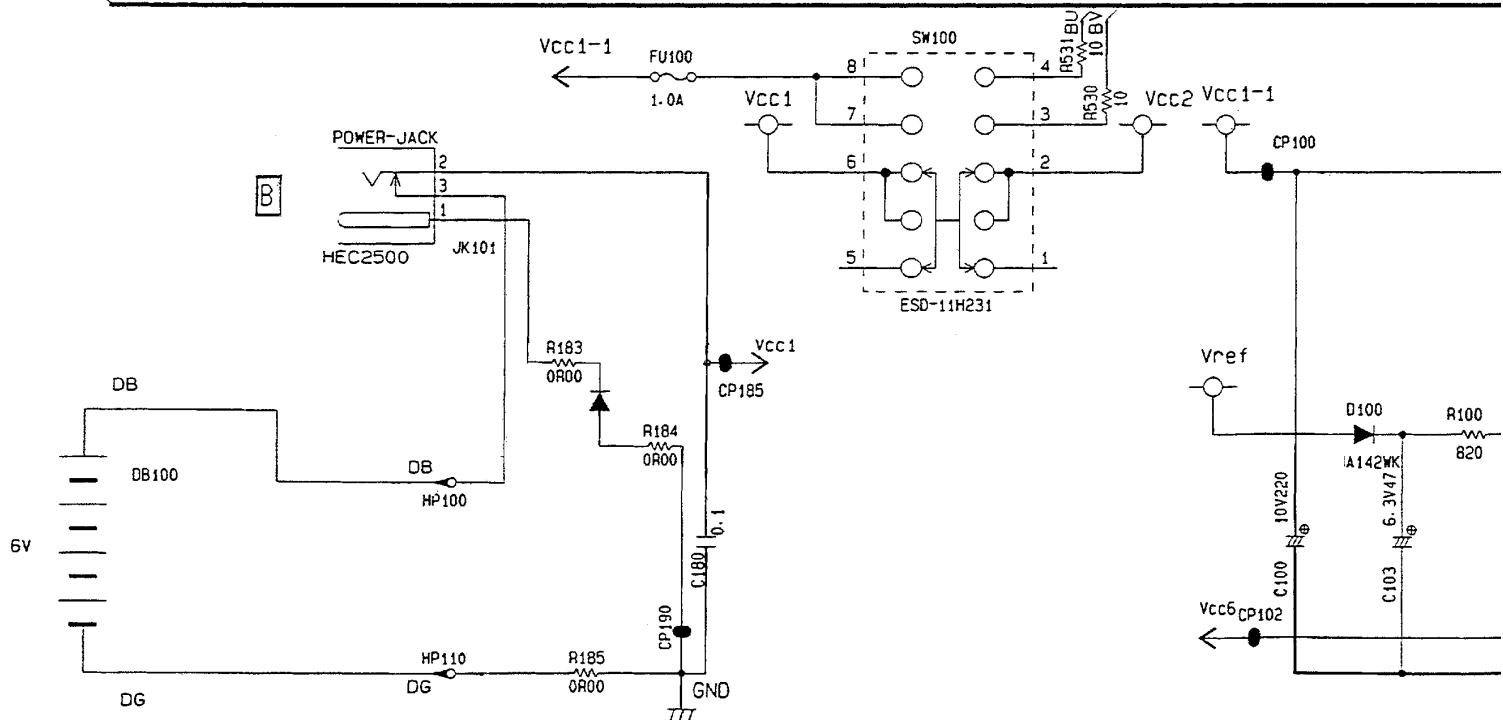 Vcc1-1
FU100
1.0A
SW100
R531
BU
10
BV
R530
10
8
7
6
5
4
3
2
1
ESD-11H231
Vcc1
Vcc2
Vcc1-1
CP100
POWER-JACK
2
3
1
B
HEC2500
JK101
R183
0R00
Vcc1
CP185
R184
0R00
DB
DB100
DB
HP100
6V
0.1
C180
CP190
HP110
DG
R185
0R00
GND
DG
Vref
D100
R100
820
10V220
C100
6.3V47
C103
Vcc6
CP102